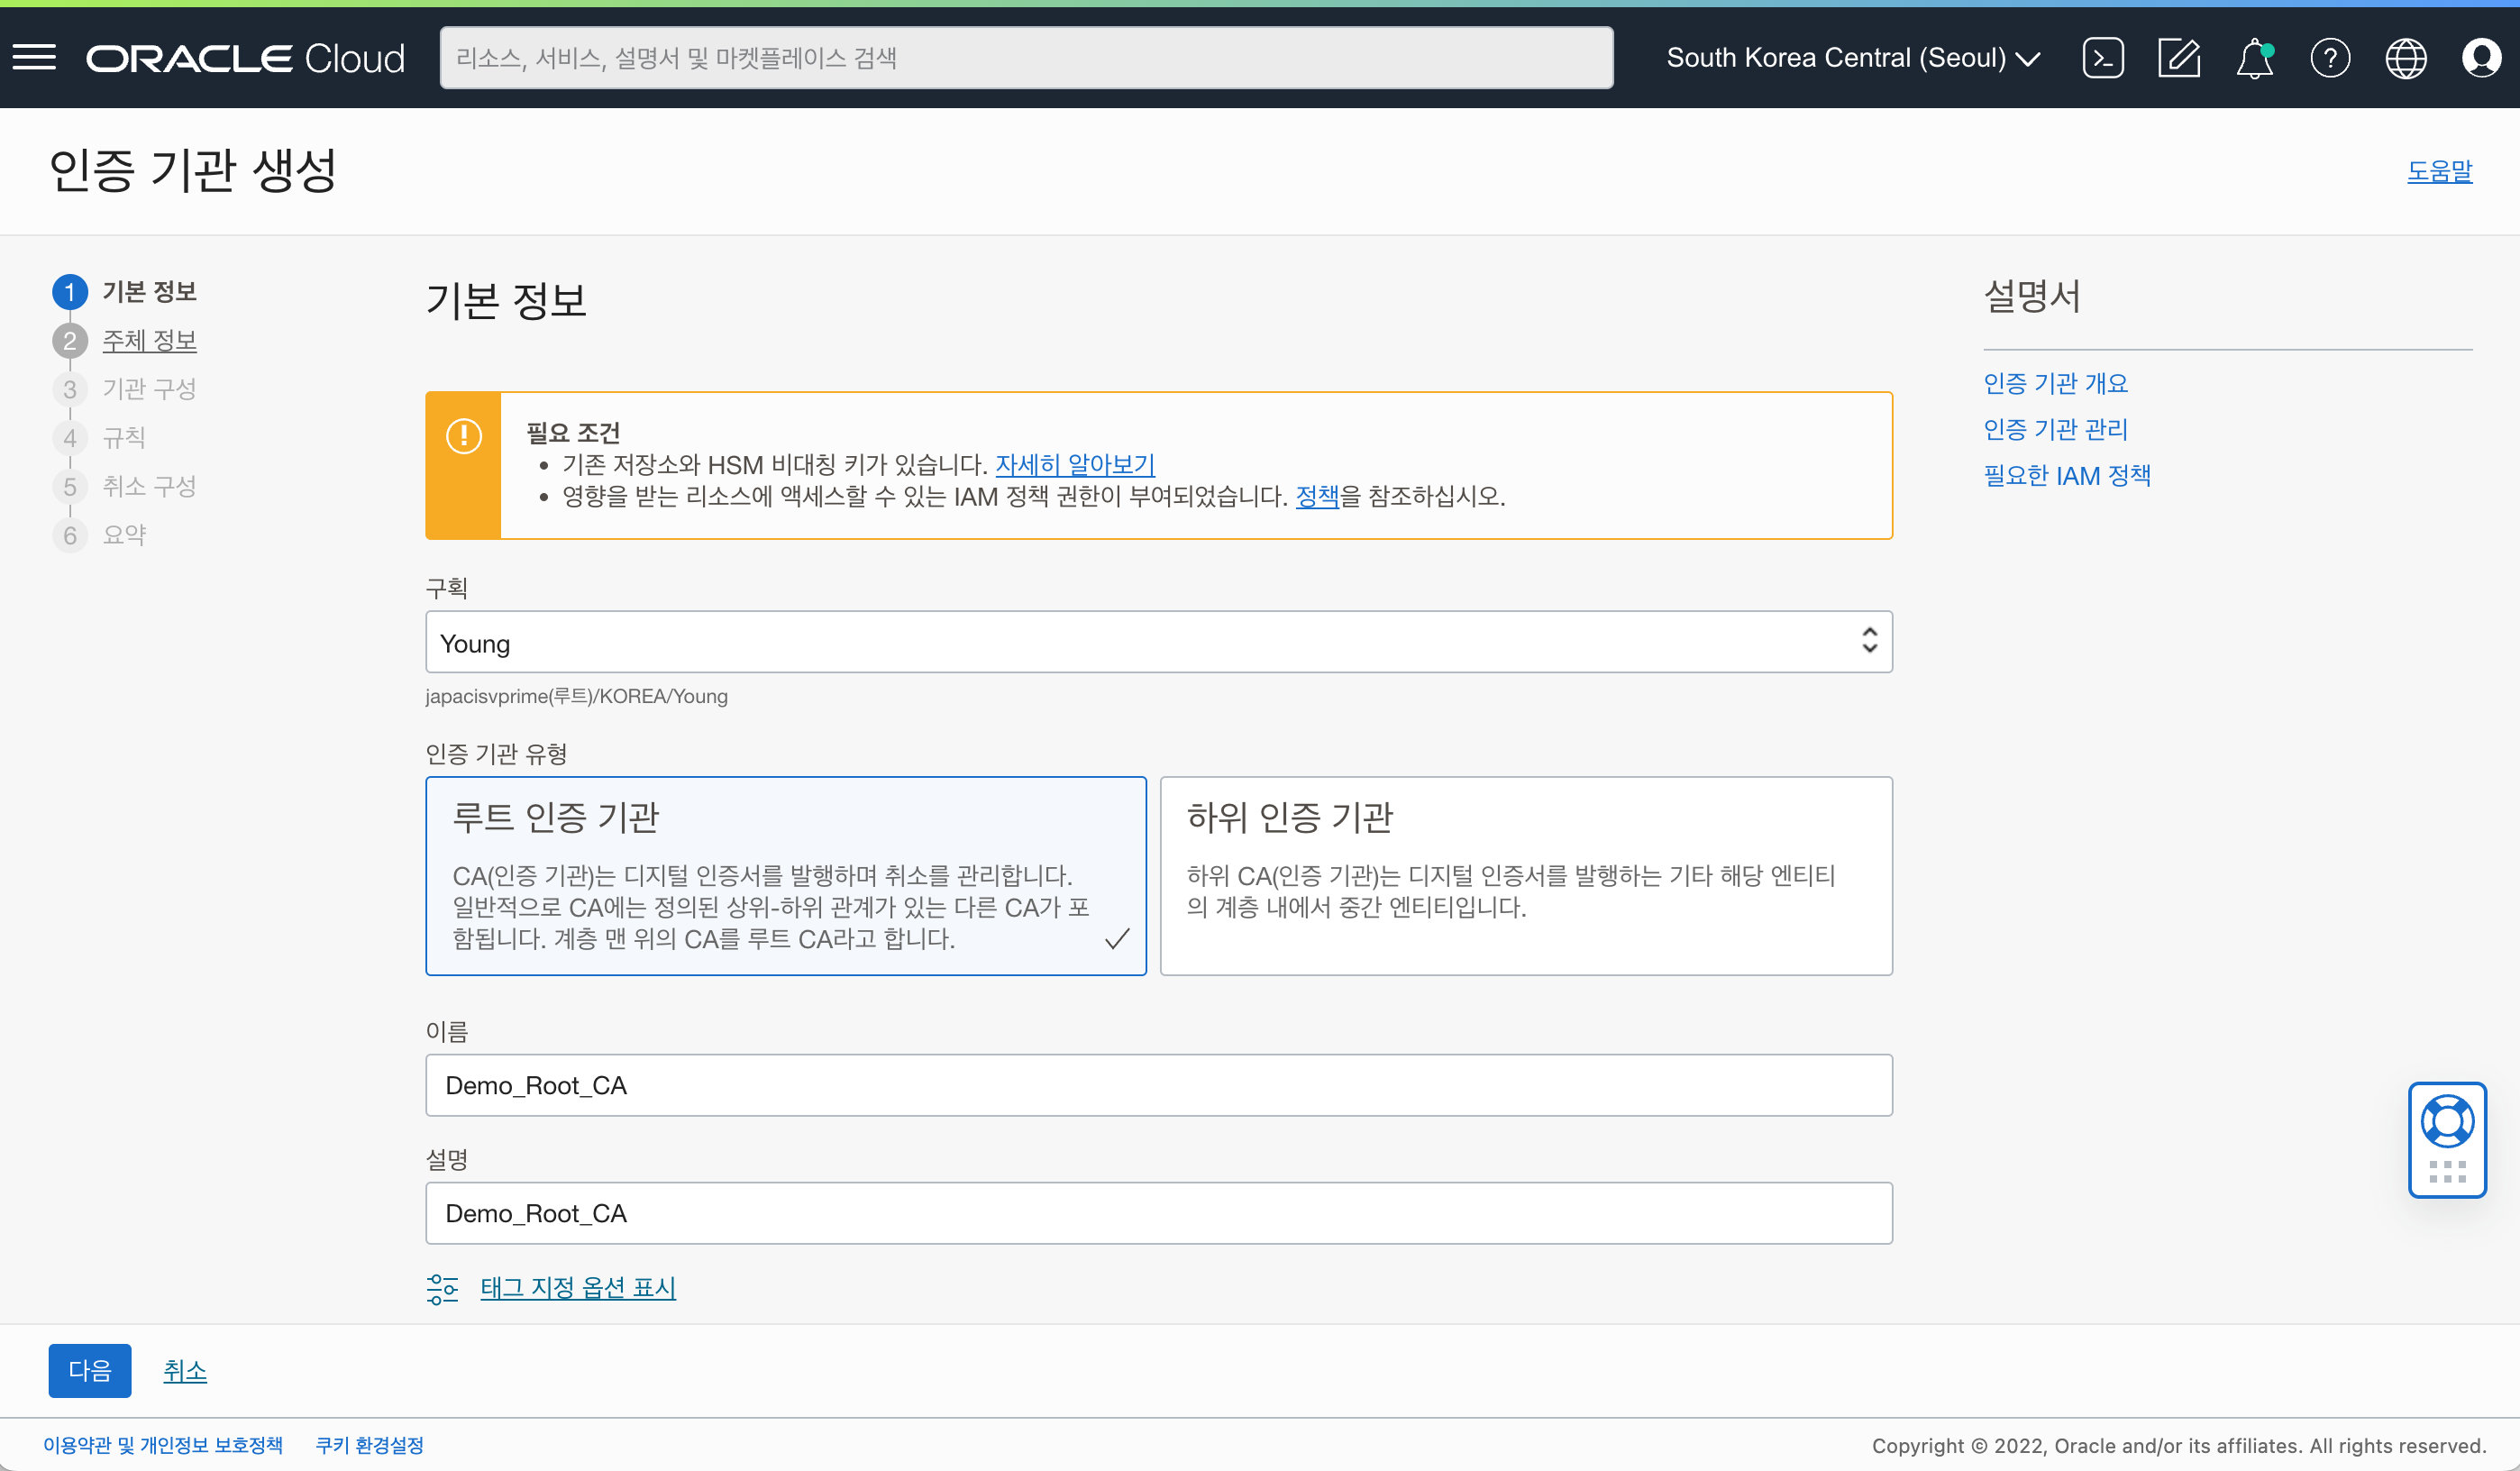 ORACLE Cloud
리소스, 서비스, 설명서 및 마켓플레이스 검색
South Korea Central (Seoul)
인증 기관 생성
도움말
1 기본 정보
2 주체 정보
3 기관 구성
4 규칙
5 취소 구성
6 요약
기본 정보
필요 조건
• 기존 저장소와 HSM 비대칭 키가 있습니다. 자세히 알아보기
• 영향을 받는 리소스에 액세스할 수 있는 IAM 정책 권한이 부여되었습니다. 정책을 참조하십시오.
구획
Young
japacisvprime(루트)/KOREA/Young
인증 기관 유형
루트 인증 기관
CA(인증 기관)는 디지털 인증서를 발행하며 취소를 관리합니다.
일반적으로 CA에는 정의된 상위-하위 관계가 있는 다른 CA가 포
함됩니다. 계층 맨 위의 CA를 루트 CA라고 합니다.
하위 인증 기관
하위 CA(인증 기관)는 디지털 인증서를 발행하는 기타 해당 엔티티
의 계층 내에서 중간 엔티티입니다.
이름
Demo_Root_CA
설명
Demo_Root_CA
태그 지정 옵션 표시
설명서
인증 기관 개요
인증 기관 관리
필요한 IAM 정책
다음
취소
이용약관 및 개인정보 보호정책
쿠키 환경설정
Copyright © 2022, Oracle and/or its affiliates. All rights reserved.